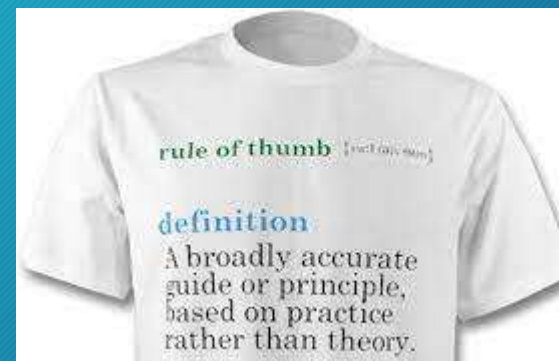 rule of thumb
definition
A broadly accurate
guide or principle,
based on practice
rather than theory.